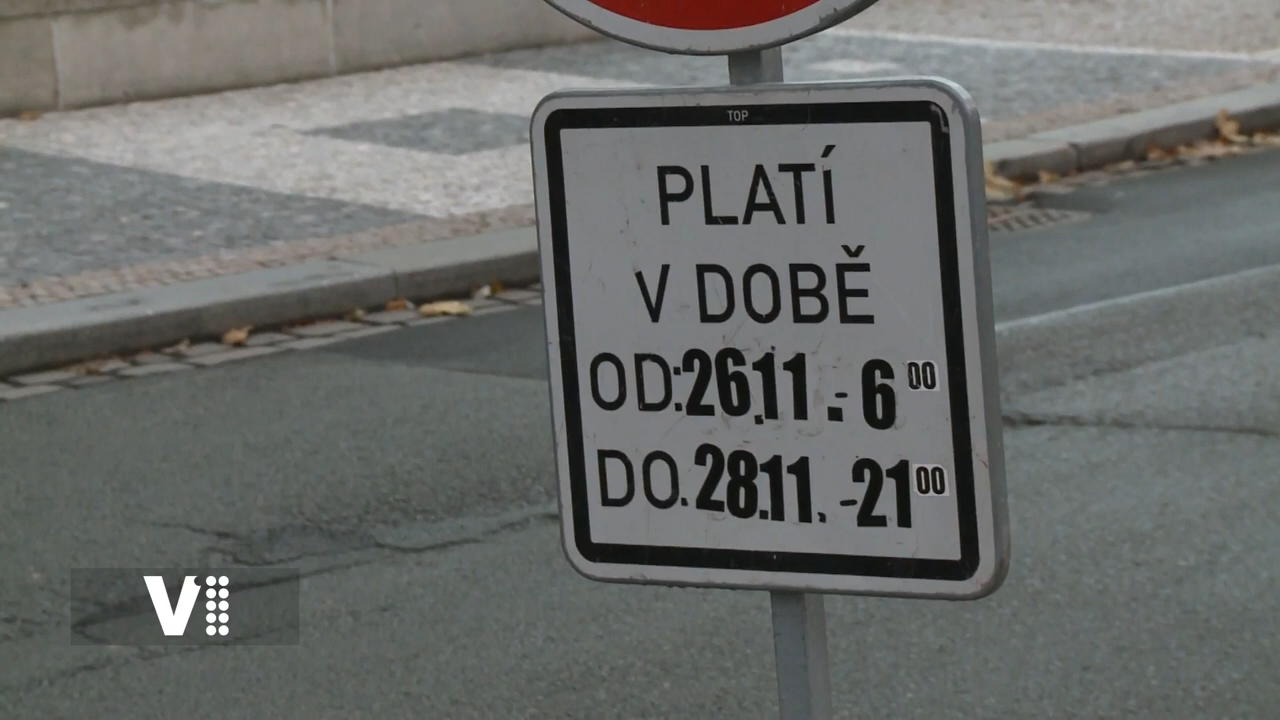 TOP
PLATÍ
V DOBĚ
OD:26.11.-6 00
DO.28.11.-21 00
V